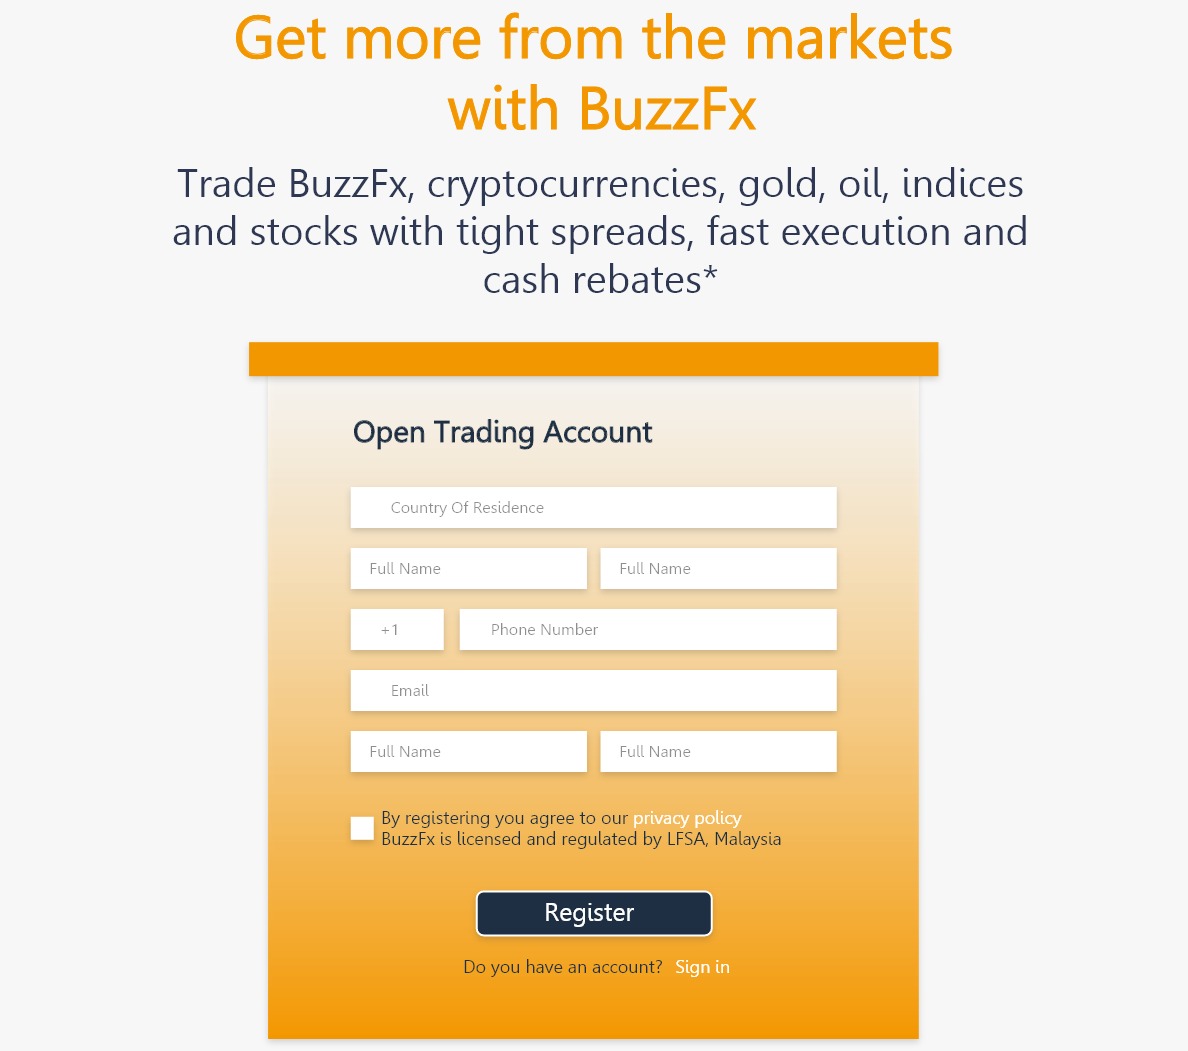 Get more from the markets
with BuzzFx
Trade BuzzFx, cryptocurrencies, gold, oil, indices
and stocks with tight spreads, fast execution and
cash rebates*
Open Trading Account
Country Of Residence
Full Name Full Name
+1 Phone Number
Email
Full Name Full Name
By registering you agree to our privacy policy
BuzzFx is licensed and regulated by LFSA, Malaysia
Register
Do you have an account? Sign in